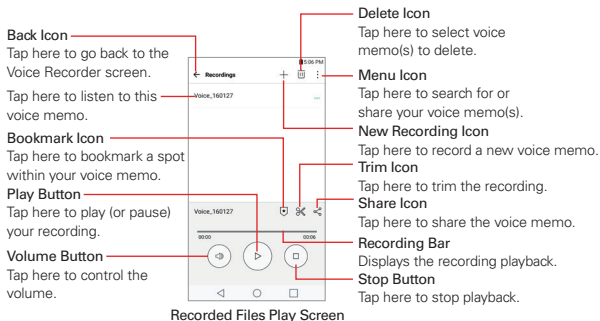 Back Icon
Tap here to go back to the
Voice Recorder screen.
Tap here to listen to this
voice memo.
Bookmark Icon
Tap here to bookmark a spot
within your voice memo.
Play Button
Tap here to play (or pause)
your recording.
Volume Button
Tap here to control the
volume.
5:06 PM
Recordings
Voice_160127
Voice_160127
00:00
00:06
Delete Icon
Tap here to select voice
memo(s) to delete.
Menu Icon
Tap here to search for or
share your voice memo(s).
New Recording Icon
Tap here to record a new voice memo.
Trim Icon
Tap here to trim the recording.
Share Icon
Tap here to share the voice memo.
Recording Bar
Displays the recording playback.
Stop Button
Tap here to stop playback.
Recorded Files Play Screen